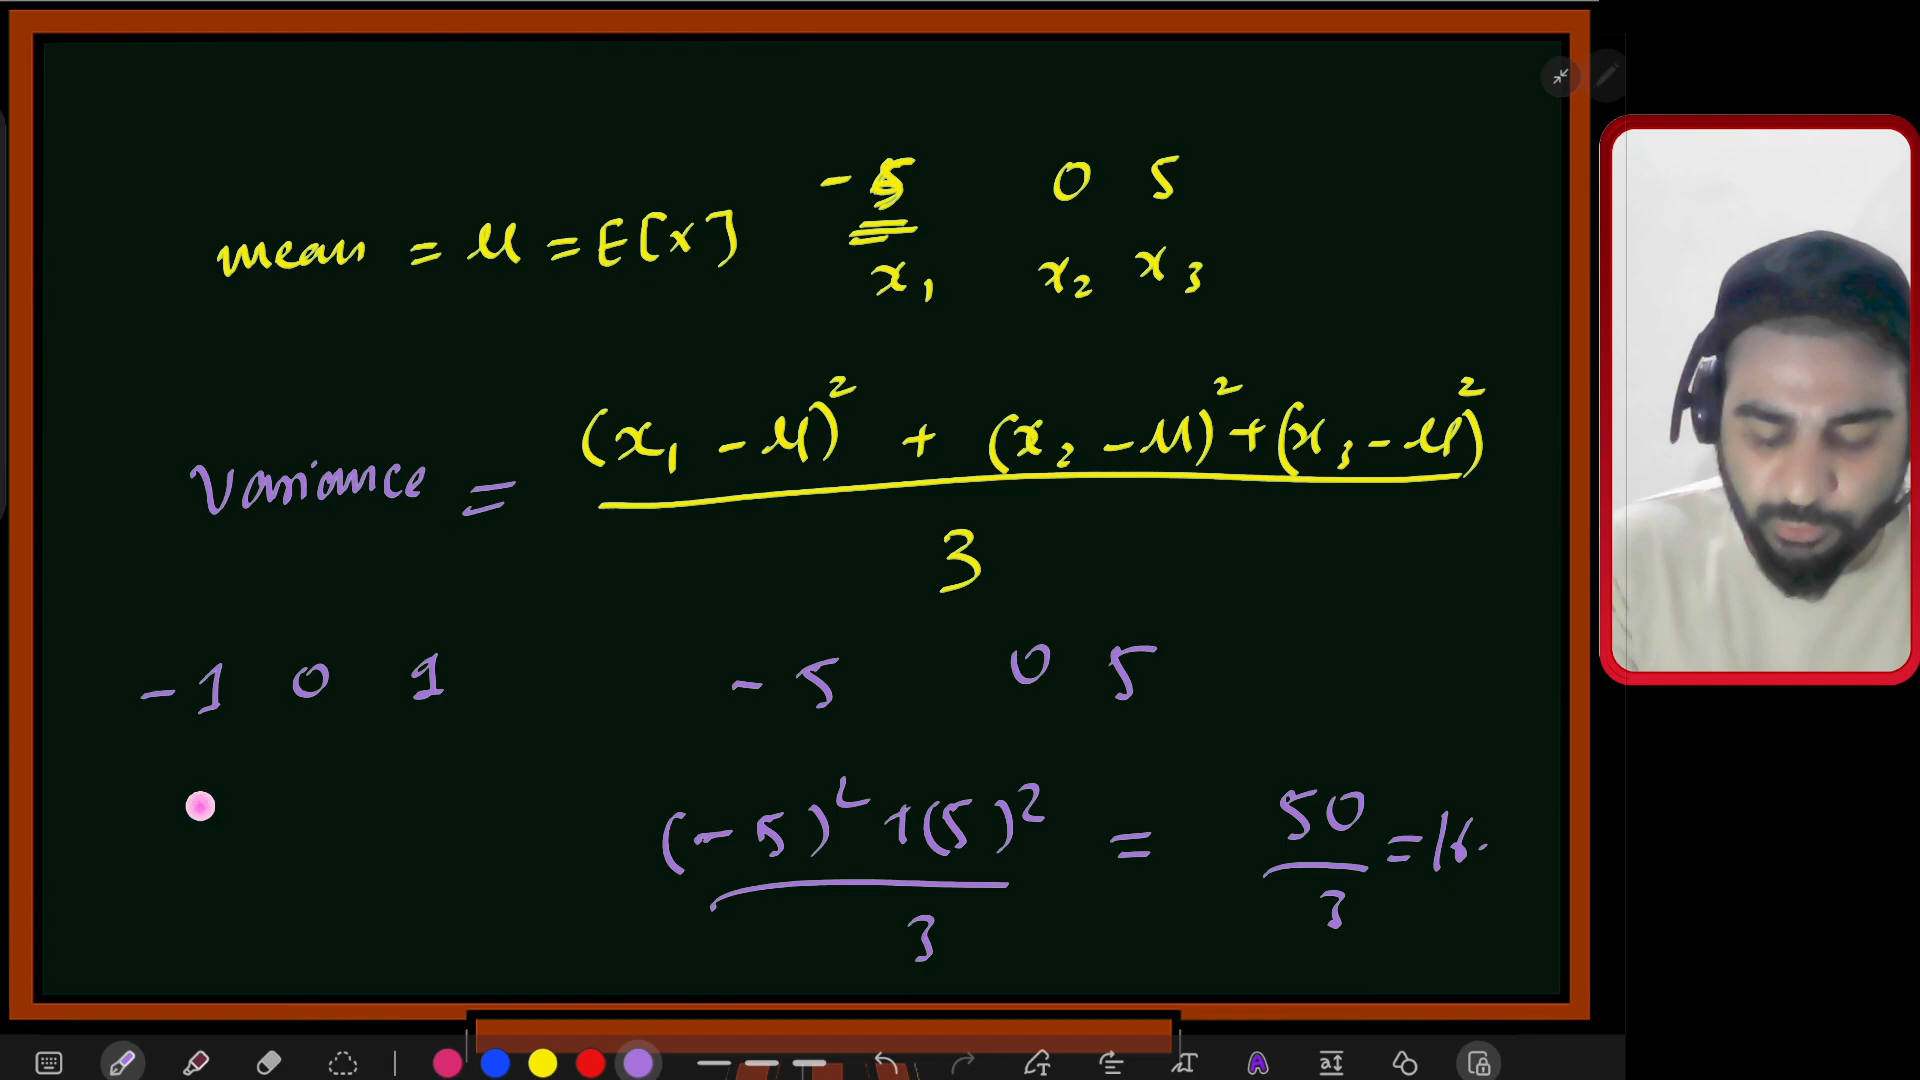 -5 0 5
mean = μ = E[x] x₁ x₂ x₃
Variance = (x₁ - μ)² + (x₂ - μ)² + (x₃ - μ)²
3
-1 0 1 -5 0 5
(-5)² + (5)² = 50 = 16.
3 3